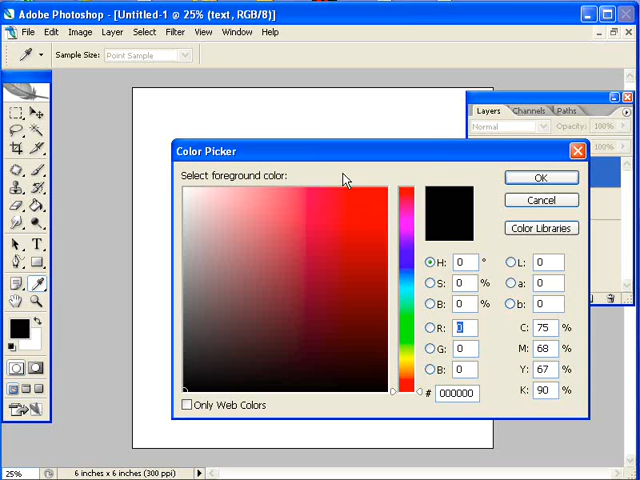 Adobe Photoshop - [Untitled-1 @ 25% (text, RGB/8)]
File Edit Image Layer Select Filter View Window Help
Sample Size: Point Sample
Layers Channels Paths
Normal Opacity: 100%
100%
Color Picker
Select foreground color:
OK
Cancel
Color Libraries
H: 0 ° L: 0
S: 0 % a: 0
B: 0 % b: 0
R: 0 C: 75 %
G: 0 M: 68 %
B: 0 Y: 67 %
# 000000 K: 90 %
Only Web Colors
25% 6 inches x 6 inches (300 ppi)